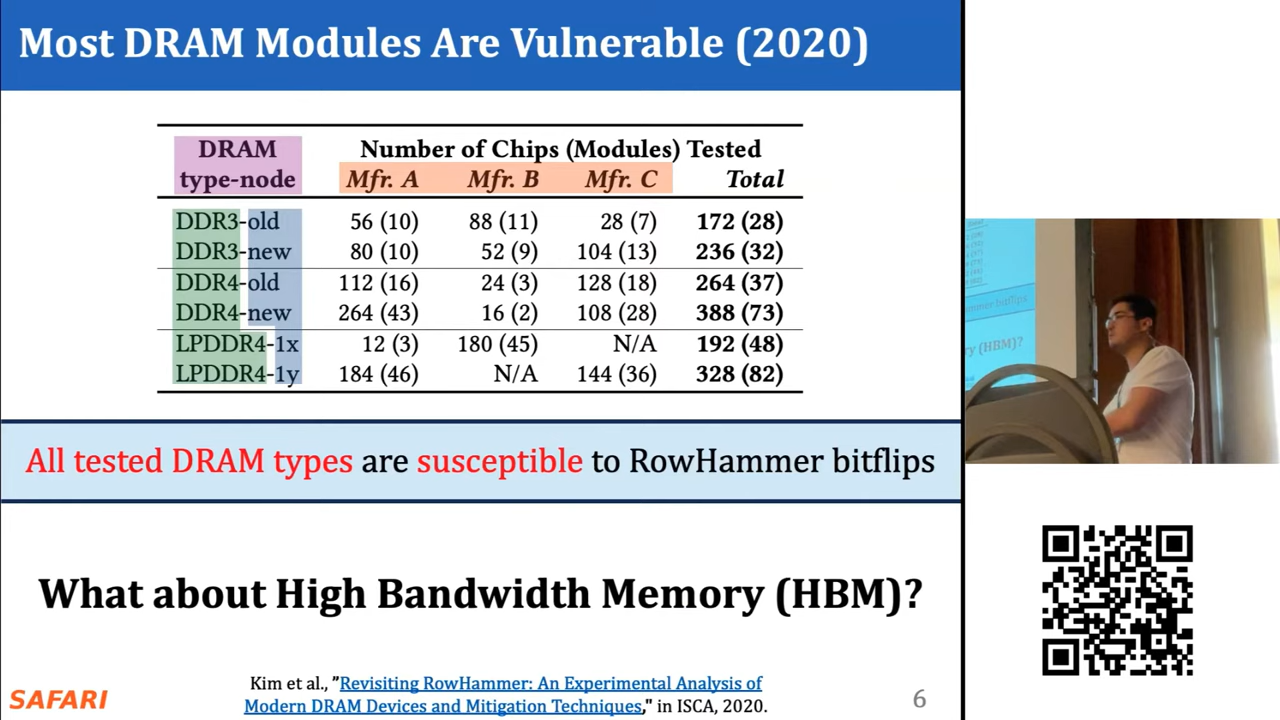 Most DRAM Modules Are Vulnerable (2020)
DRAM Number of Chips (Modules) Tested
type-node Mfr. A Mfr. B Mfr. C Total
DDR3-old 56 (10) 88 (11) 28 (7) 172 (28)
DDR3-new 80 (10) 52 (9) 104 (13) 236 (32)
DDR4-old 112 (16) 24 (3) 128 (18) 264 (37)
DDR4-new 264 (43) 16 (2) 108 (28) 388 (73)
LPDDR4-1x 12 (3) 180 (45) N/A 192 (48)
LPDDR4-1y 184 (46) N/A 144 (36) 328 (82)
All tested DRAM types are susceptible to RowHammer bitflips
What about High Bandwidth Memory (HBM)?
Kim et al., "Revisiting RowHammer: An Experimental Analysis of
Modern DRAM Devices and Mitigation Techniques," in ISCA, 2020.
SAFARI
6
bitflips
(HBM)?